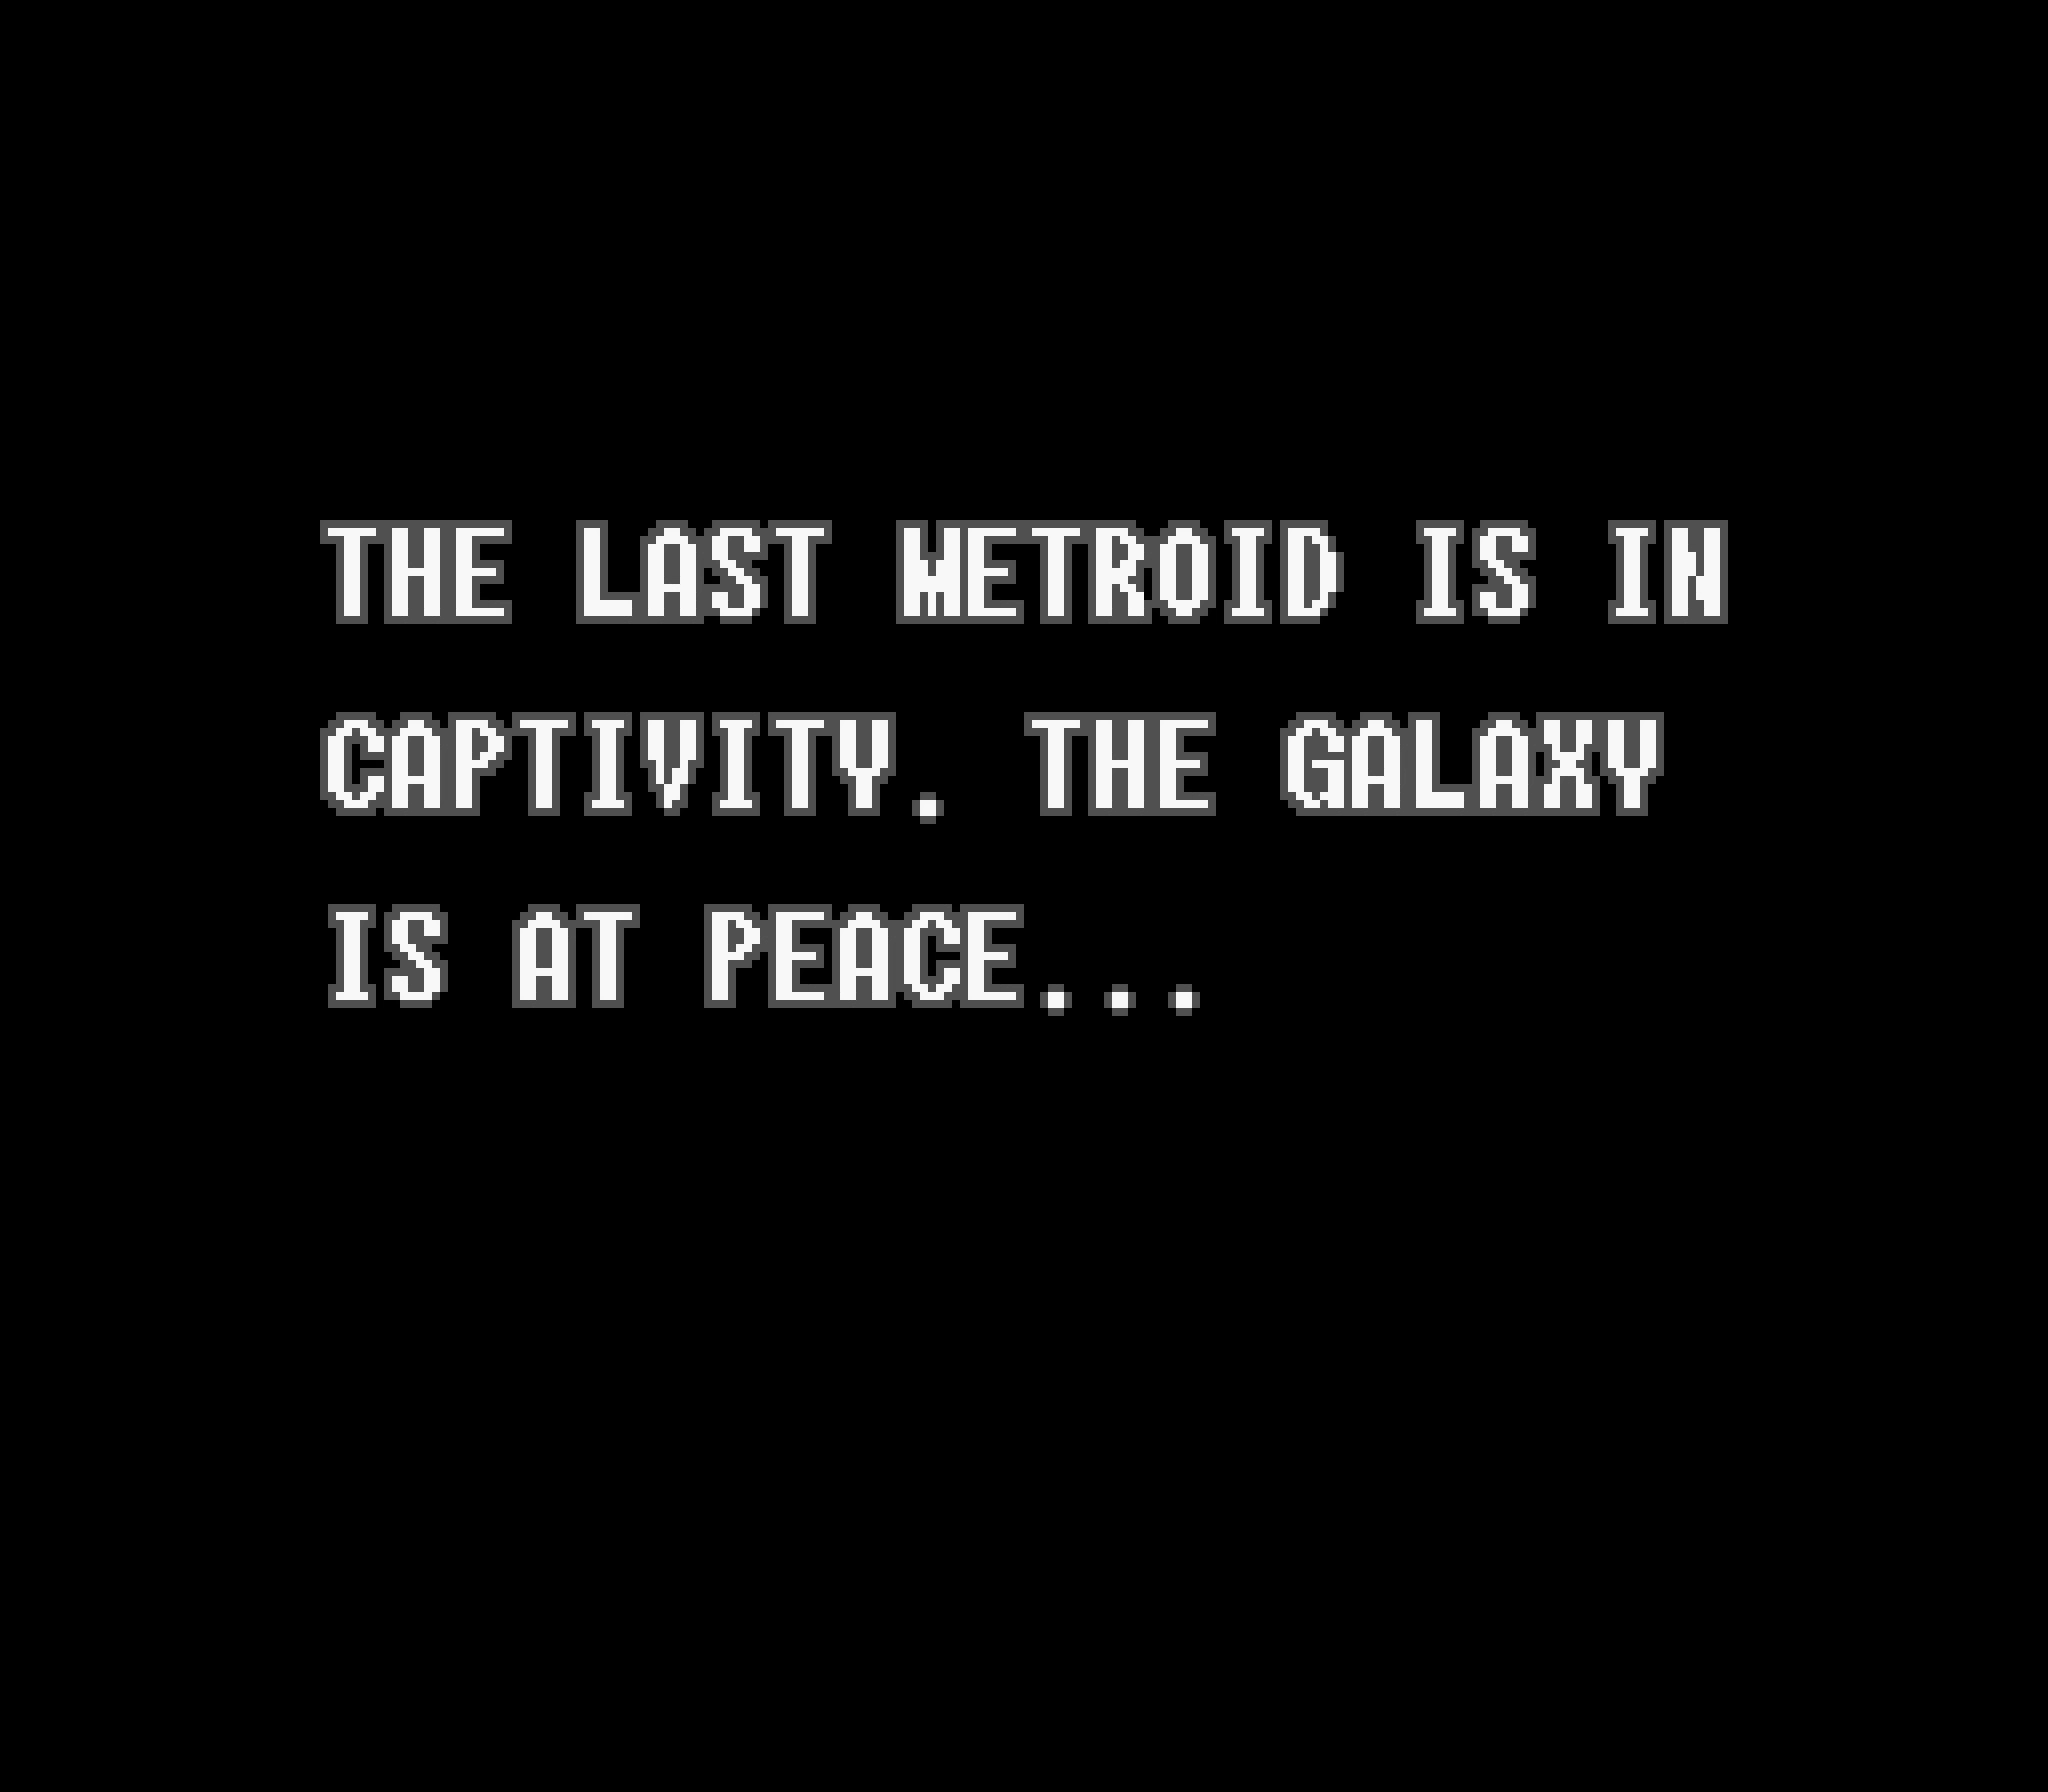 THE LAST METROID IS IN
CAPTIVITY. THE GALAXY
IS AT PEACE...